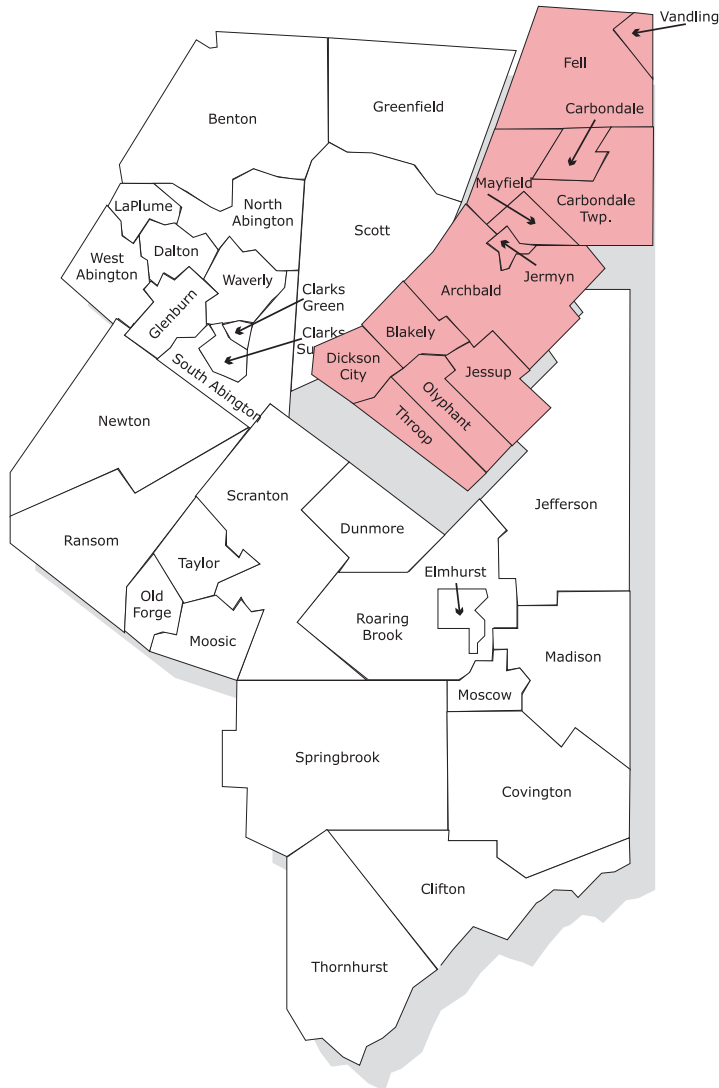 Vandling
Fell
Carbondale
Greenfield
Benton
Mayfield
Carbondale
Twp.
LaPlume
North
Abington
Scott
West
Abington
Dalton
Waverly
Jermyn
Clarks
Green
Archbald
Glenburn
Clarks
Su
Blakely
South Abington
Dickson
City
Jessup
Olyphant
Throop
Newton
Scranton
Jefferson
Dunmore
Ransom
Taylor
Elmhurst
Old
Forge
Roaring
Brook
Moosic
Madison
Moscow
Springbrook
Covington
Clifton
Thornhurst